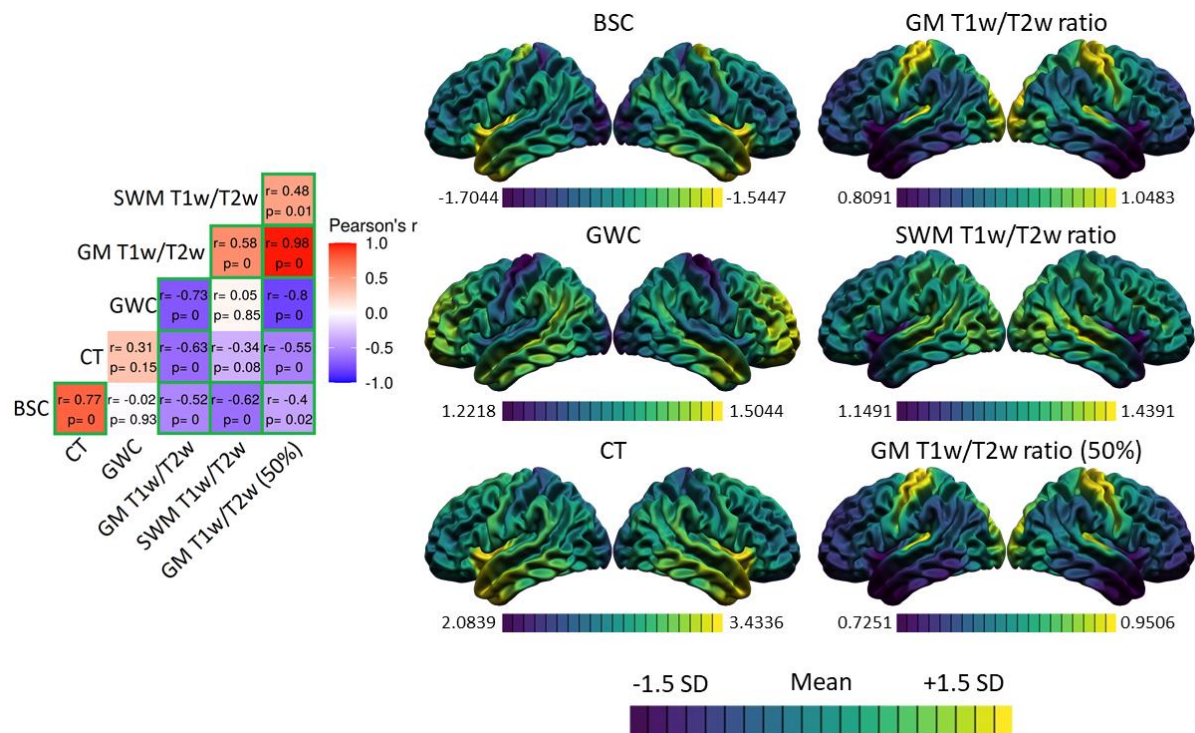 SWM T1w/T2w
r= 0.48
p= 0.01
GM T1w/T2w
r= 0.58
p= 0
r= 0.98
p= 0
GWC
r= -0.73
p= 0
r= 0.05
p= 0.85
r= -0.8
p= 0
CT
r= 0.31
p= 0.15
r= -0.63
p= 0
r= -0.34
p= 0.08
r= -0.55
p= 0
BSC
r= 0.77
p= 0
r= -0.02
p= 0.93
r= -0.52
p= 0
r= -0.62
p= 0
r= -0.4
p= 0.02
CT
GWC
GM T1w/T2w
SWM T1w/T2w
GM T1w/T2w (50%)
Pearson's r
1.0
0.5
0.0
-0.5
-1.0
BSC
-1.7044
-1.5447
GM T1w/T2w ratio
0.8091
1.0483
GWC
1.2218
1.5044
SWM T1w/T2w ratio
1.1491
1.4391
CT
2.0839
3.4336
GM T1w/T2w ratio (50%)
0.7251
0.9506
-1.5 SD
Mean
+1.5 SD